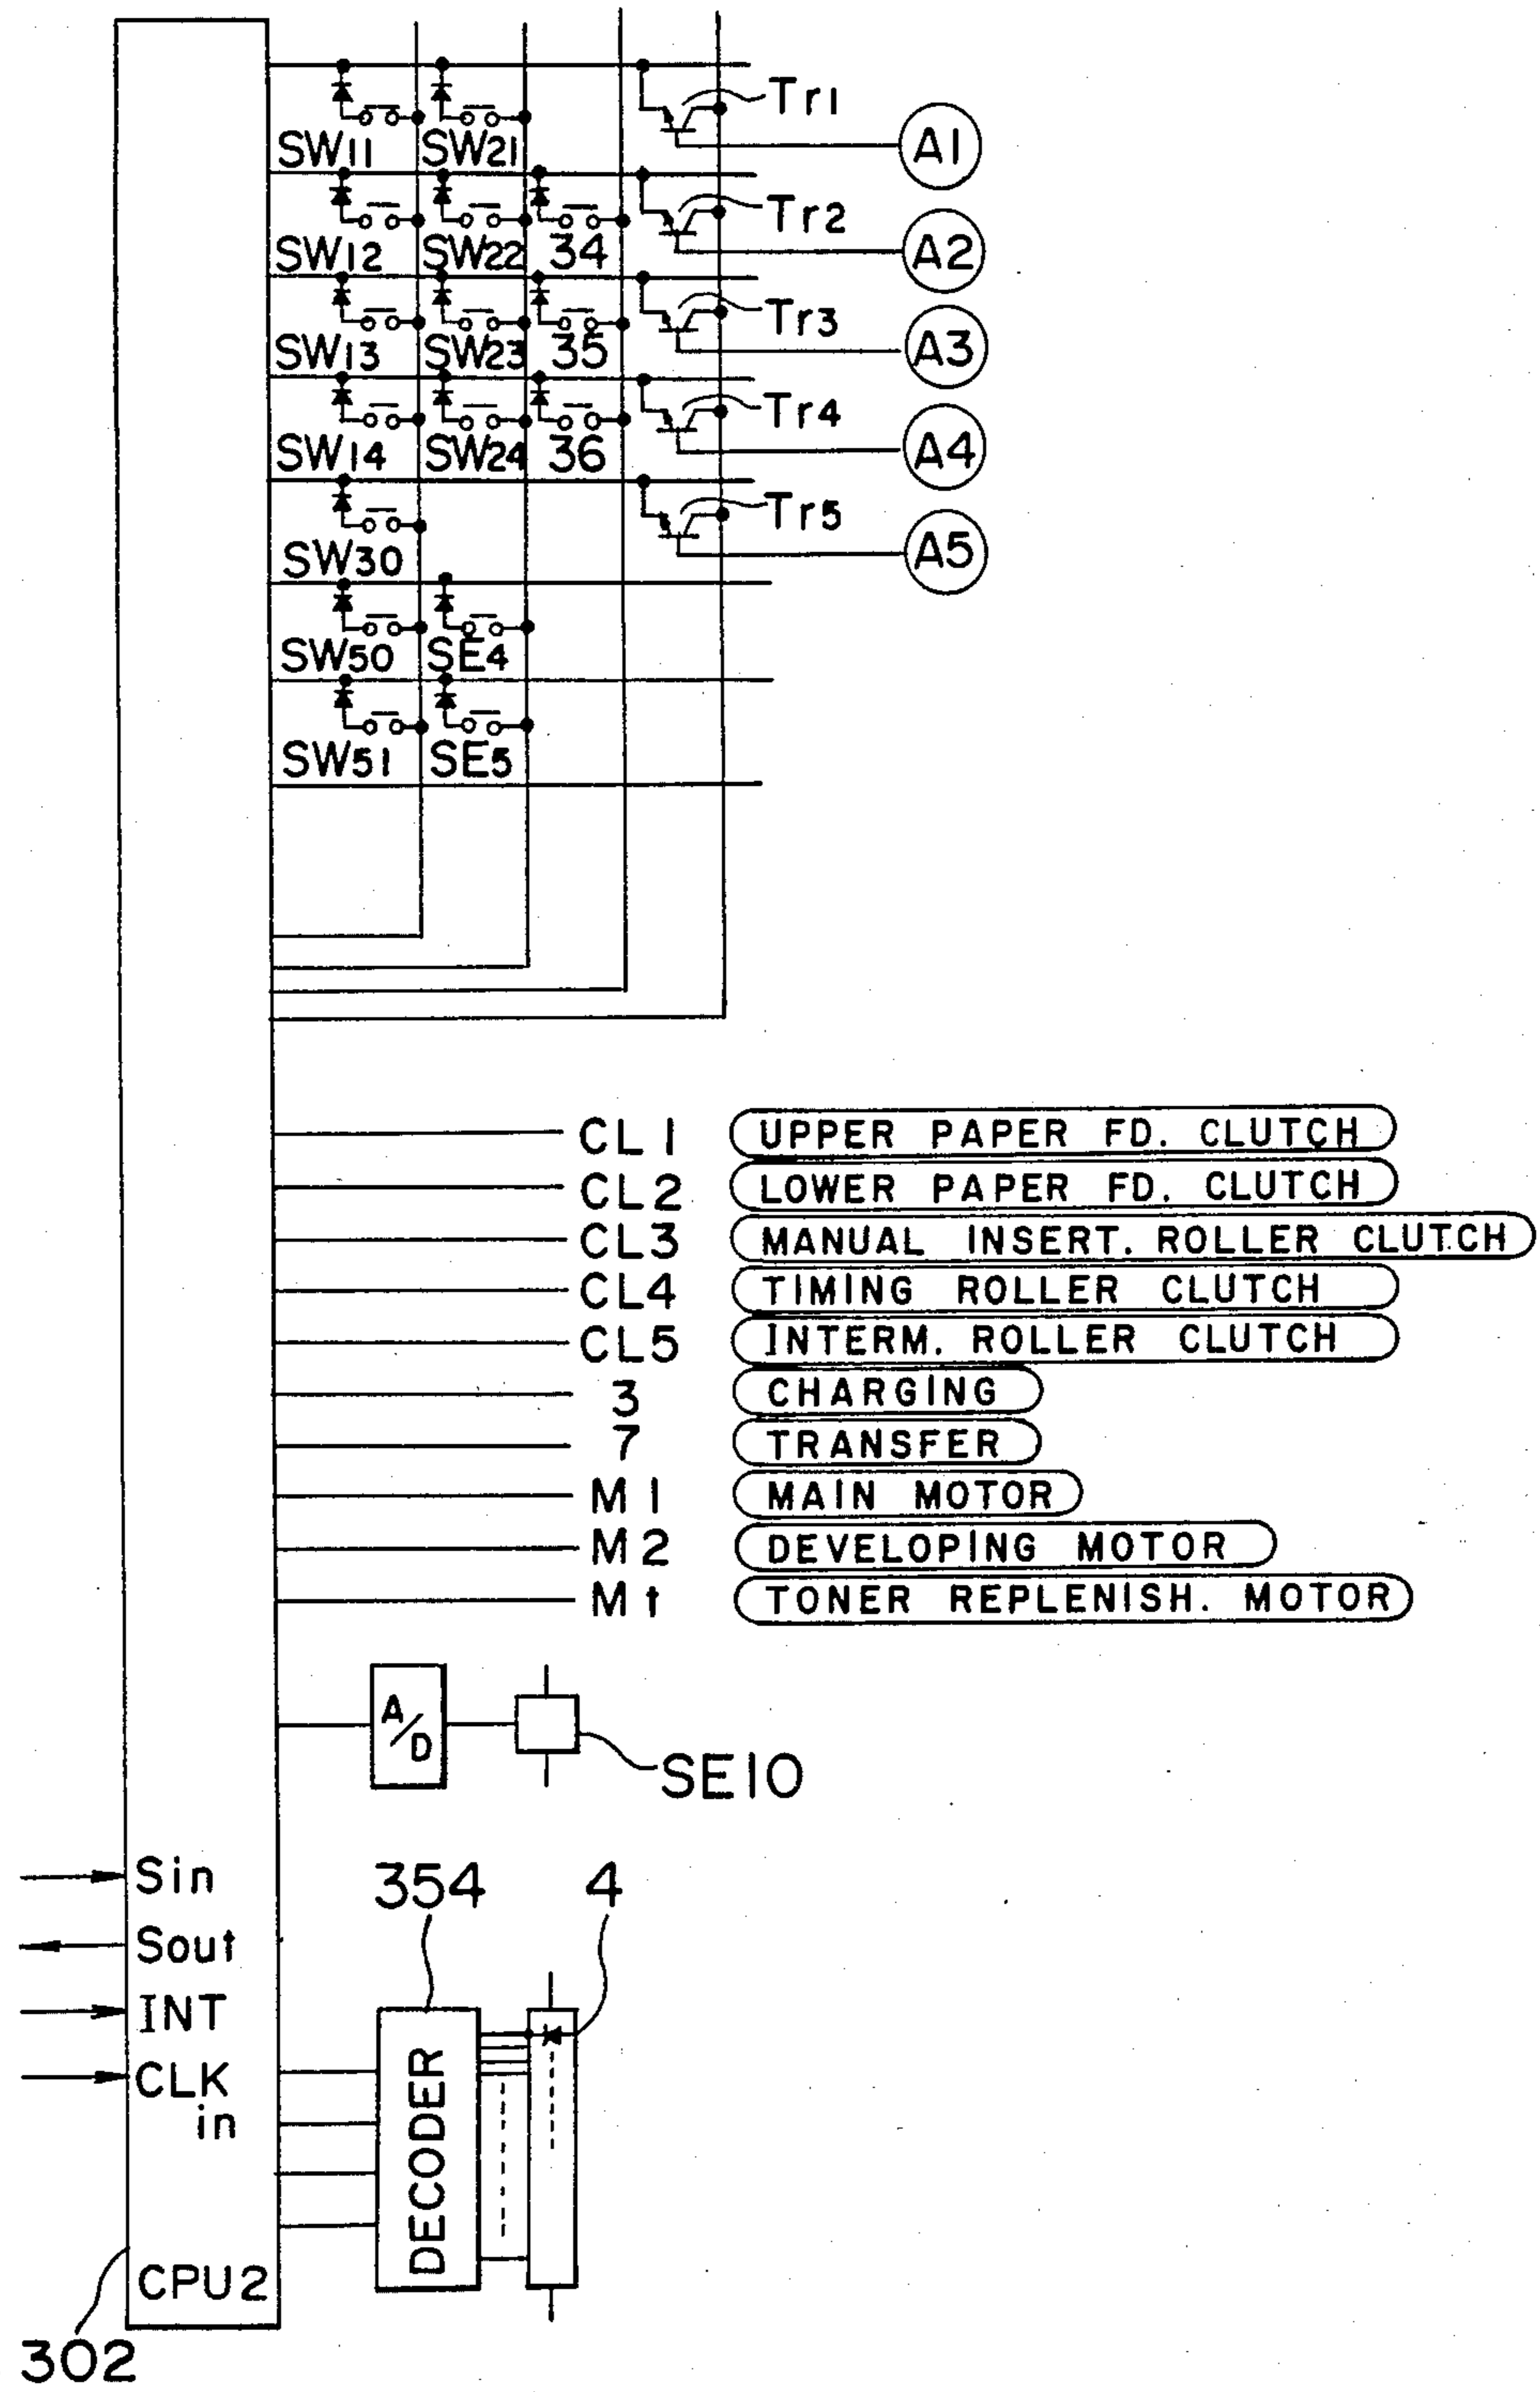 Tr1
A1
SW11 SW21
Tr2
A2
SW12 SW22 34
Tr3
A3
SW13 SW23 35
Tr4
A4
SW14 SW24 36
Tr5
A5
SW30
SW50 SE4
SW51 SE5
CL1 UPPER PAPER FD. CLUTCH
CL2 LOWER PAPER FD. CLUTCH
CL3 MANUAL INSERT. ROLLER CLUTCH
CL4 TIMING ROLLER CLUTCH
CL5 INTERM. ROLLER CLUTCH
3 CHARGING
7 TRANSFER
M1 MAIN MOTOR
M2 DEVELOPING MOTOR
Mt TONER REPLENISH. MOTOR
A/D
SE10
Sin
354 4
Sout
INT
CLK
in
DECODER
CPU2
302